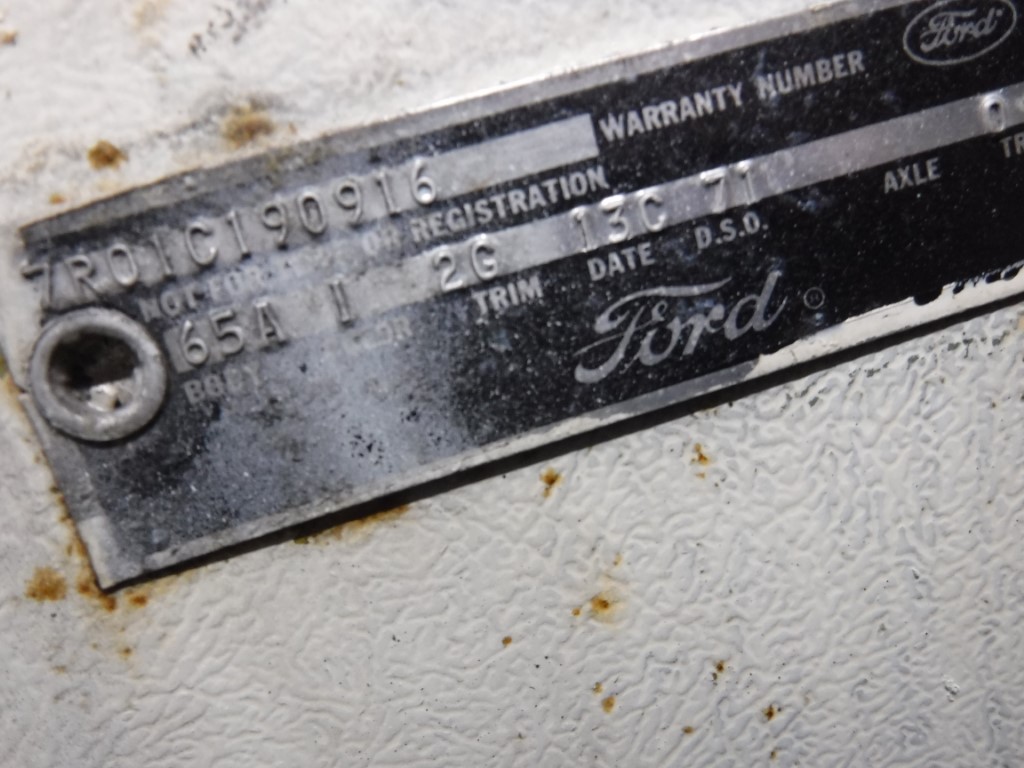 Ford
7R01C190916 WARRANTY NUMBER
NOT FOR REGISTRATION
65A I 2G 13C 71
BODY TRIM DATE D.S.O. AXLE
Ford ®